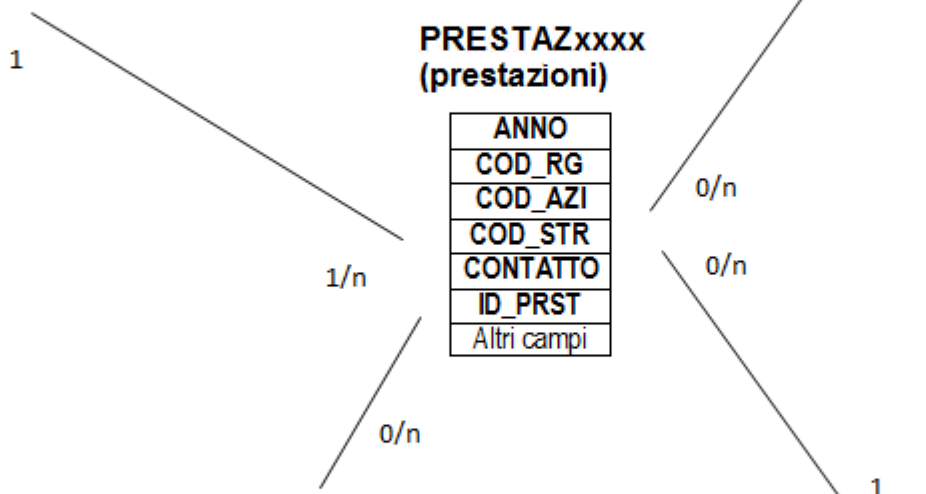 1
PRESTAZxxxx
(prestazioni)
ANNO
COD_RG
COD_AZI
COD_STR
CONTATTO
ID_PRST
Altri campi
0/n
0/n
1/n
0/n
1